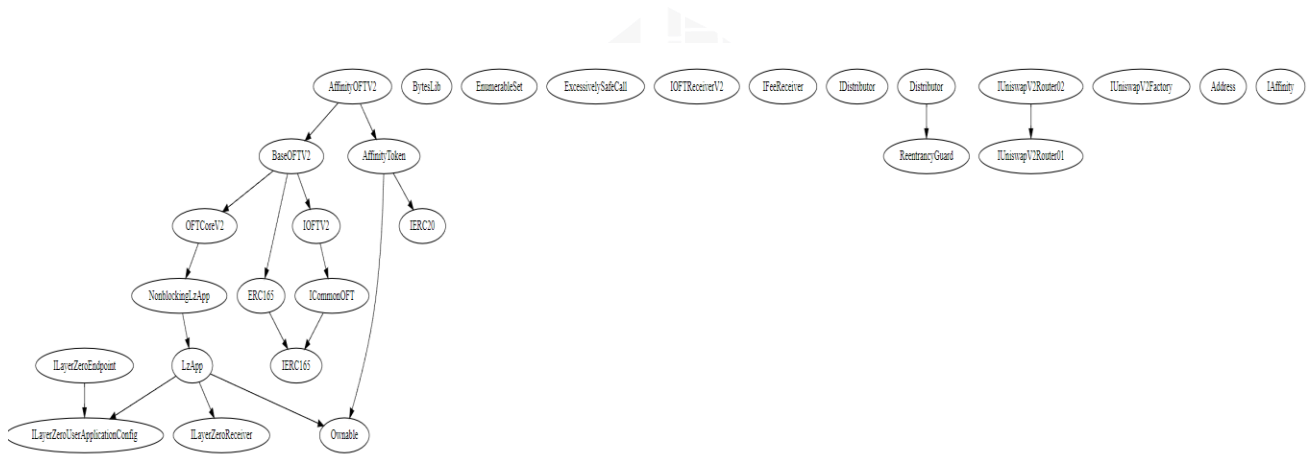 AffinityOFTV2
BytesLib
EnumerableSet
ExcessivelySafeCall
IOFTReceiverV2
IFeeReceiver
IDistributor
Distributor
IUniswapV2Router02
IUniswapV2Factory
Address
IAffinity
BaseOFTV2
AffinityToken
ReentrancyGuard
IUniswapV2Router01
OFTCoreV2
IOFTV2
IERC20
NonblockingLzApp
ERC165
ICommonOFT
ILayerZeroEndpoint
LzApp
IERC165
ILayerZeroUserApplicationConfig
ILayerZeroReceiver
Ownable